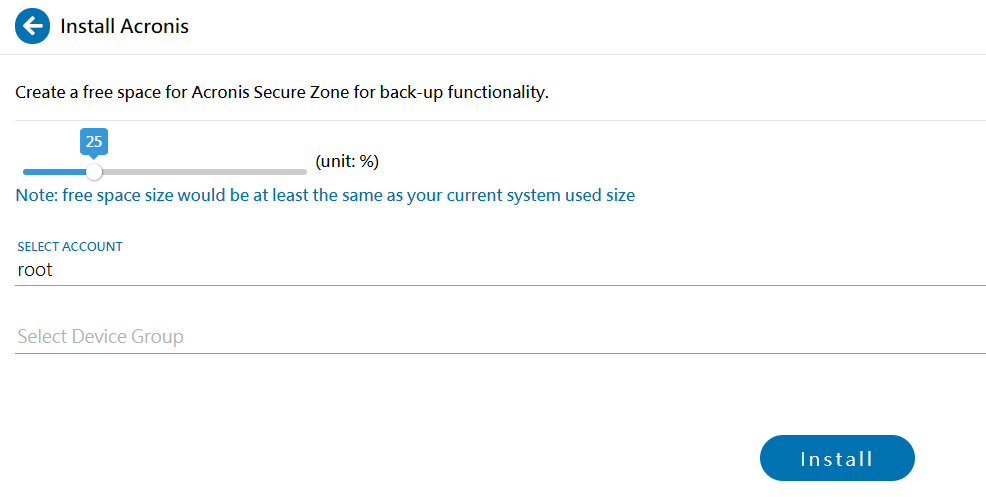 Install Acronis
Create a free space for Acronis Secure Zone for back-up functionality.
25
(unit: %)
Note: free space size would be at least the same as your current system used size
SELECT ACCOUNT
root
Select Device Group
Install